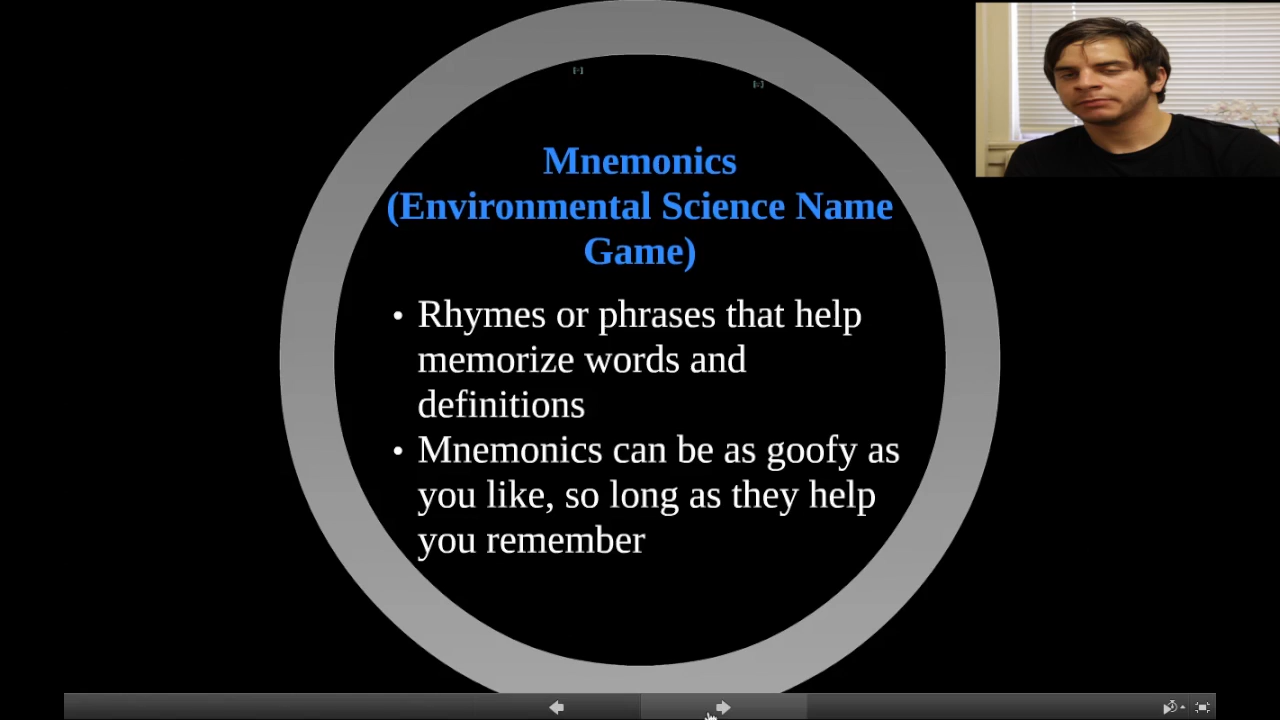 Mnemonics
(Environmental Science Name
Game)
• Rhymes or phrases that help
memorize words and
definitions
• Mnemonics can be as goofy as
you like, so long as they help
you remember